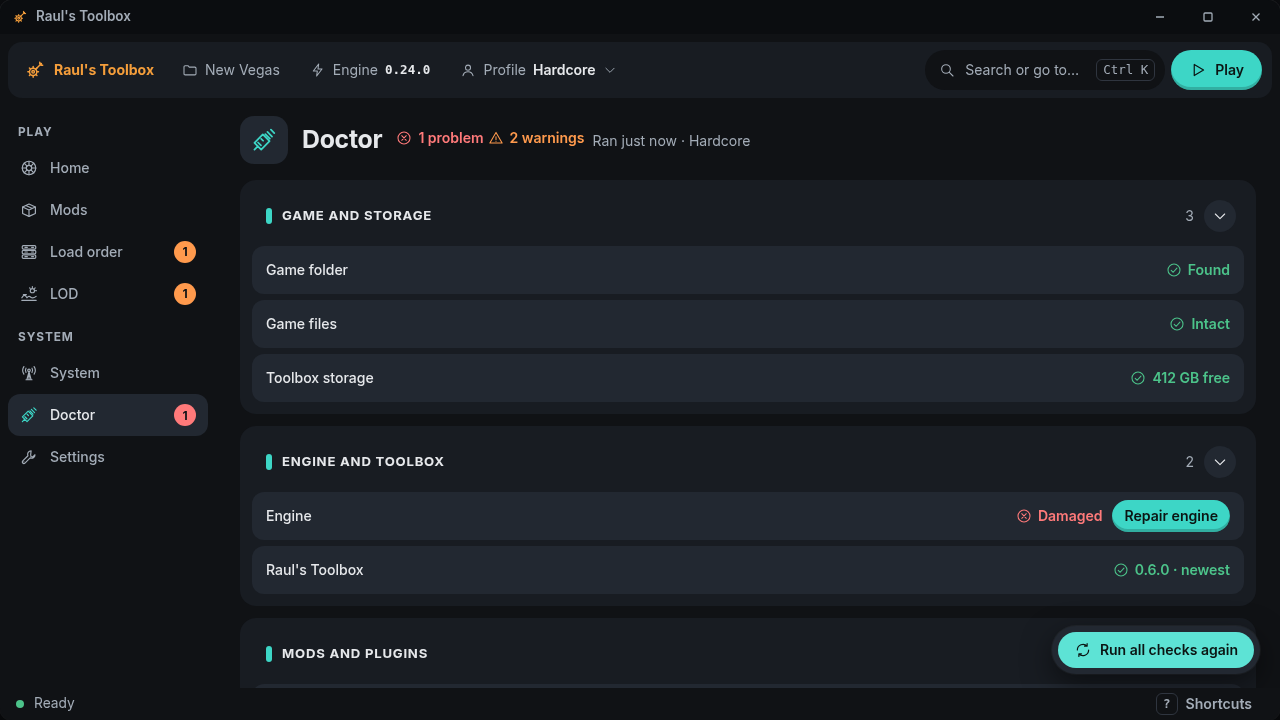 Raul's Toolbox
Raul's Toolbox
New Vegas
Engine 0.24.0
Profile Hardcore
Search or go to...
Ctrl K
Play
PLAY
Home
Mods
Load order 1
LOD 1
SYSTEM
System
Doctor 1
Settings
Doctor
1 problem
2 warnings
Ran just now · Hardcore
GAME AND STORAGE 3
Game folder Found
Game files Intact
Toolbox storage 412 GB free
ENGINE AND TOOLBOX 2
Engine Damaged Repair engine
Raul's Toolbox 0.6.0 · newest
MODS AND PLUGINS
Run all checks again
Ready
? Shortcuts